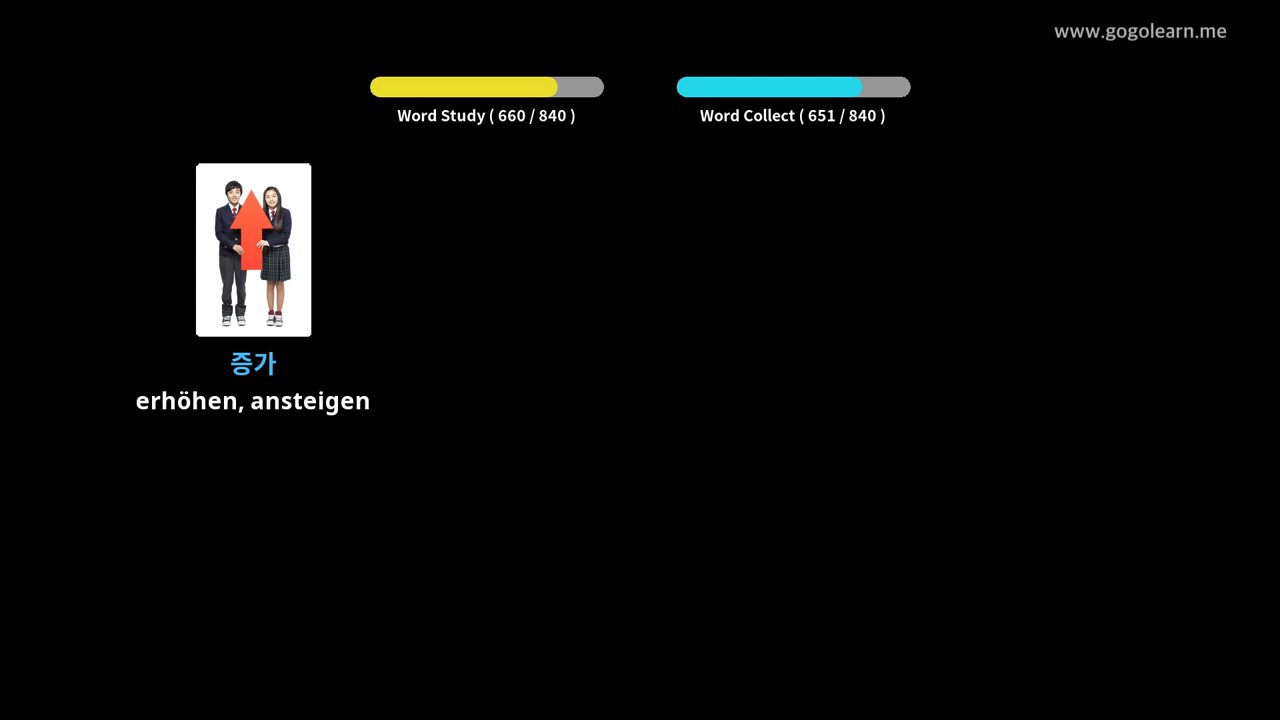 www.gogolearn.me
Word Study ( 660 / 840 )
Word Collect ( 651 / 840 )
증가
erhöhen, ansteigen